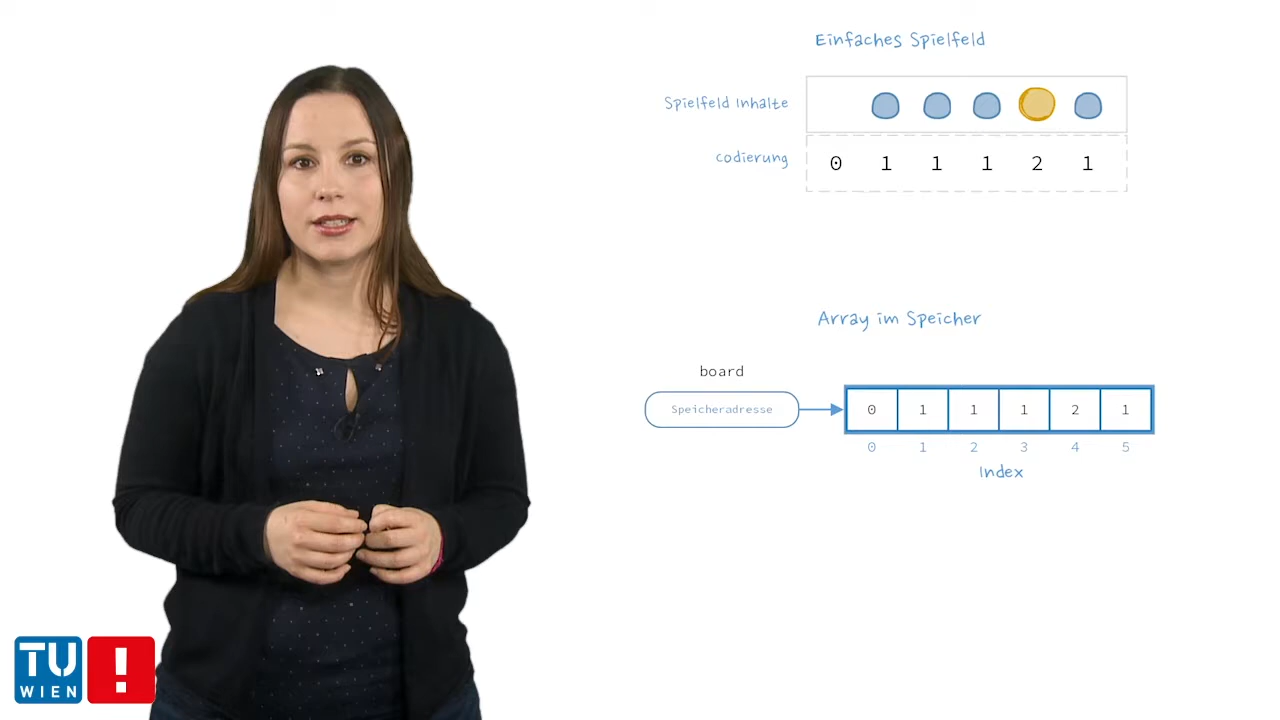 Einfaches Spielfeld
Spielfeld Inhalte
Codierung 0 1 1 1 2 1
Array im Speicher
board
Speicheradresse 0 1 1 1 2 1
0 1 2 3 4 5
Index
TU
WIEN
!